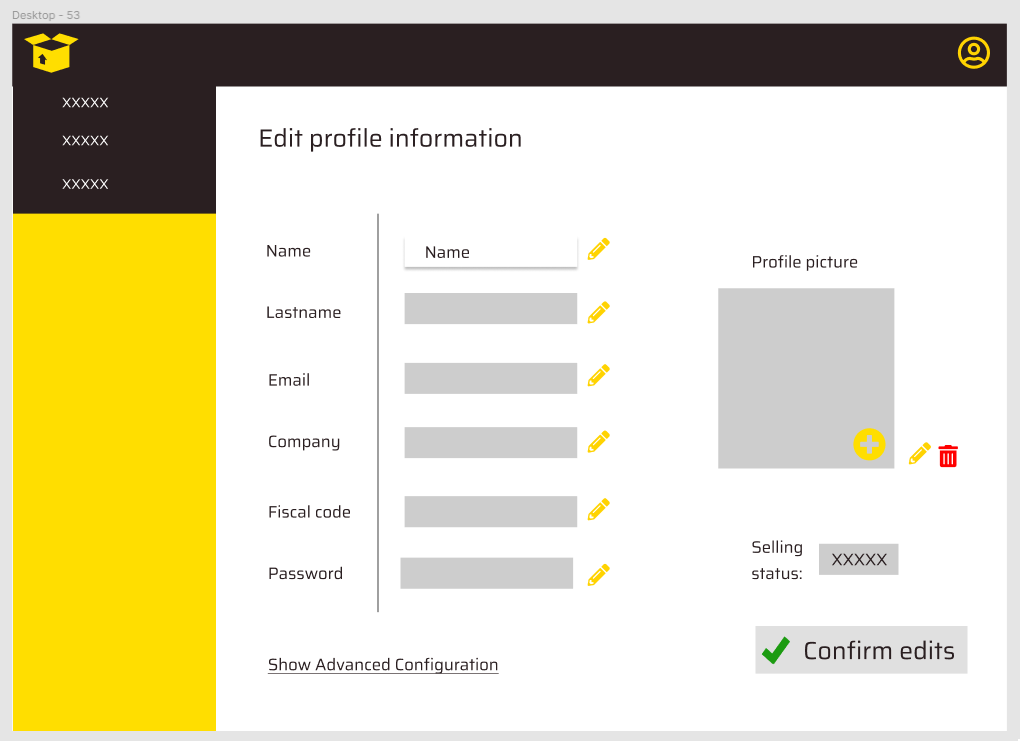 Desktop - 53
XXXXX
XXXXX
XXXXX
Edit profile information
Name
Name
Profile picture
Lastname
Email
Company
Fiscal code
Password
Selling
status:
XXXXX
Show Advanced Configuration
Confirm edits